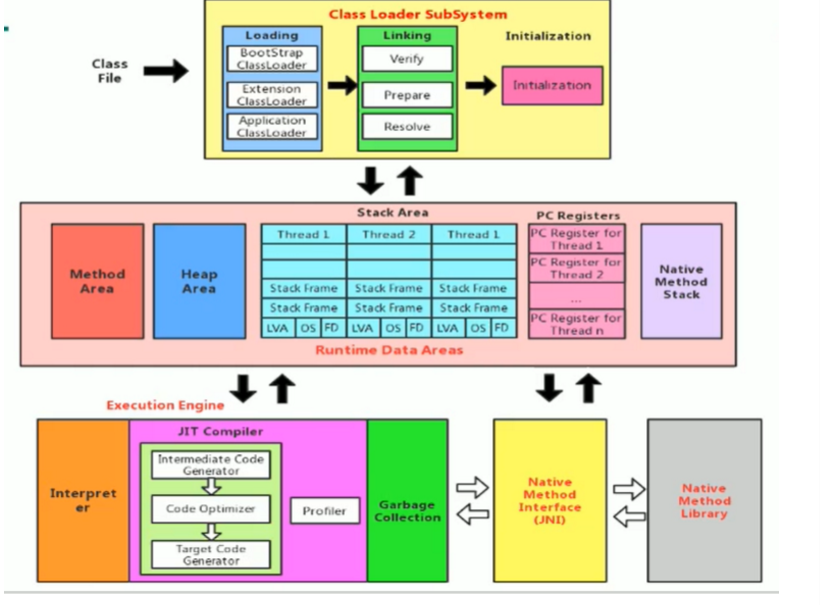 Class Loader SubSystem
Loading
Linking
Initialization
BootStrap
ClassLoader
Verify
Class
File
Extension
ClassLoader
Prepare
Initialization
Application
ClassLoader
Resolve
Stack Area
PC Registers
Thread 1
Thread 2
Thread 1
PC Register for
Thread 1
PC Register for
Thread 2
...
PC Register for
Thread n
Method
Area
Heap
Area
Native
Method
Stack
Stack Frame
Stack Frame
Stack Frame
Stack Frame
Stack Frame
Stack Frame
LVA
OS
FD
LVA
OS
FD
LVA
OS
FD
Runtime Data Areas
Execution Engine
JIT Compiler
Interpret
er
Intermediate Code
Generator
Code Optimizer
Target Code
Generator
Profiler
Garbage
Collection
Native
Method
Interface
(JNI)
Native
Method
Library